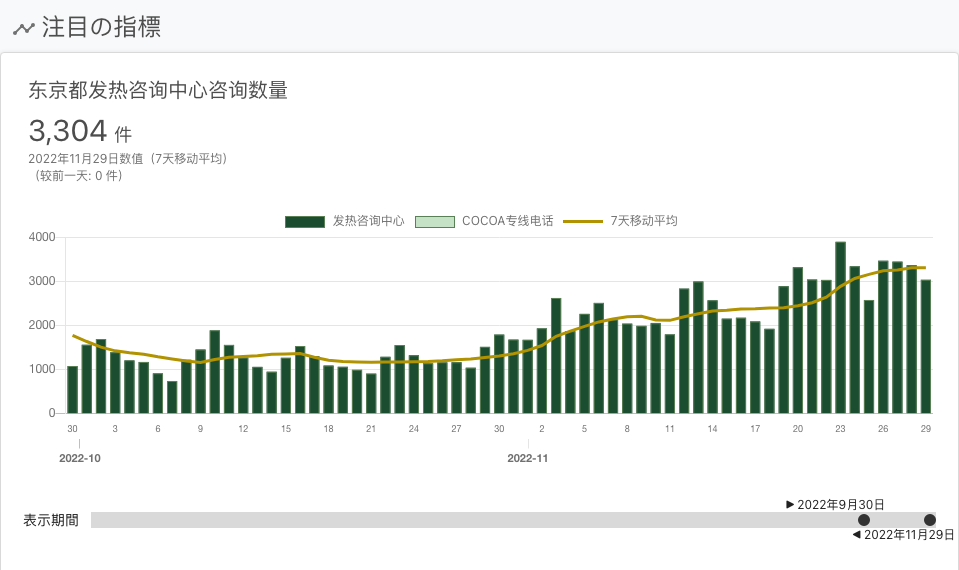 注目の指標
东京都发热咨询中心咨询数量
3,304 件
2022年11月29日数值（7天移动平均）
（较前一天: 0 件）
发热咨询中心 COCOA专线电话 7天移动平均
4000
3000
2000
1000
0
30 3 6 9 12 15 18 21 24 27 30 2 5 8 11 14 17 20 23 26 29
2022-10 2022-11
▶ 2022年9月30日
表示期間
◀ 2022年11月29日